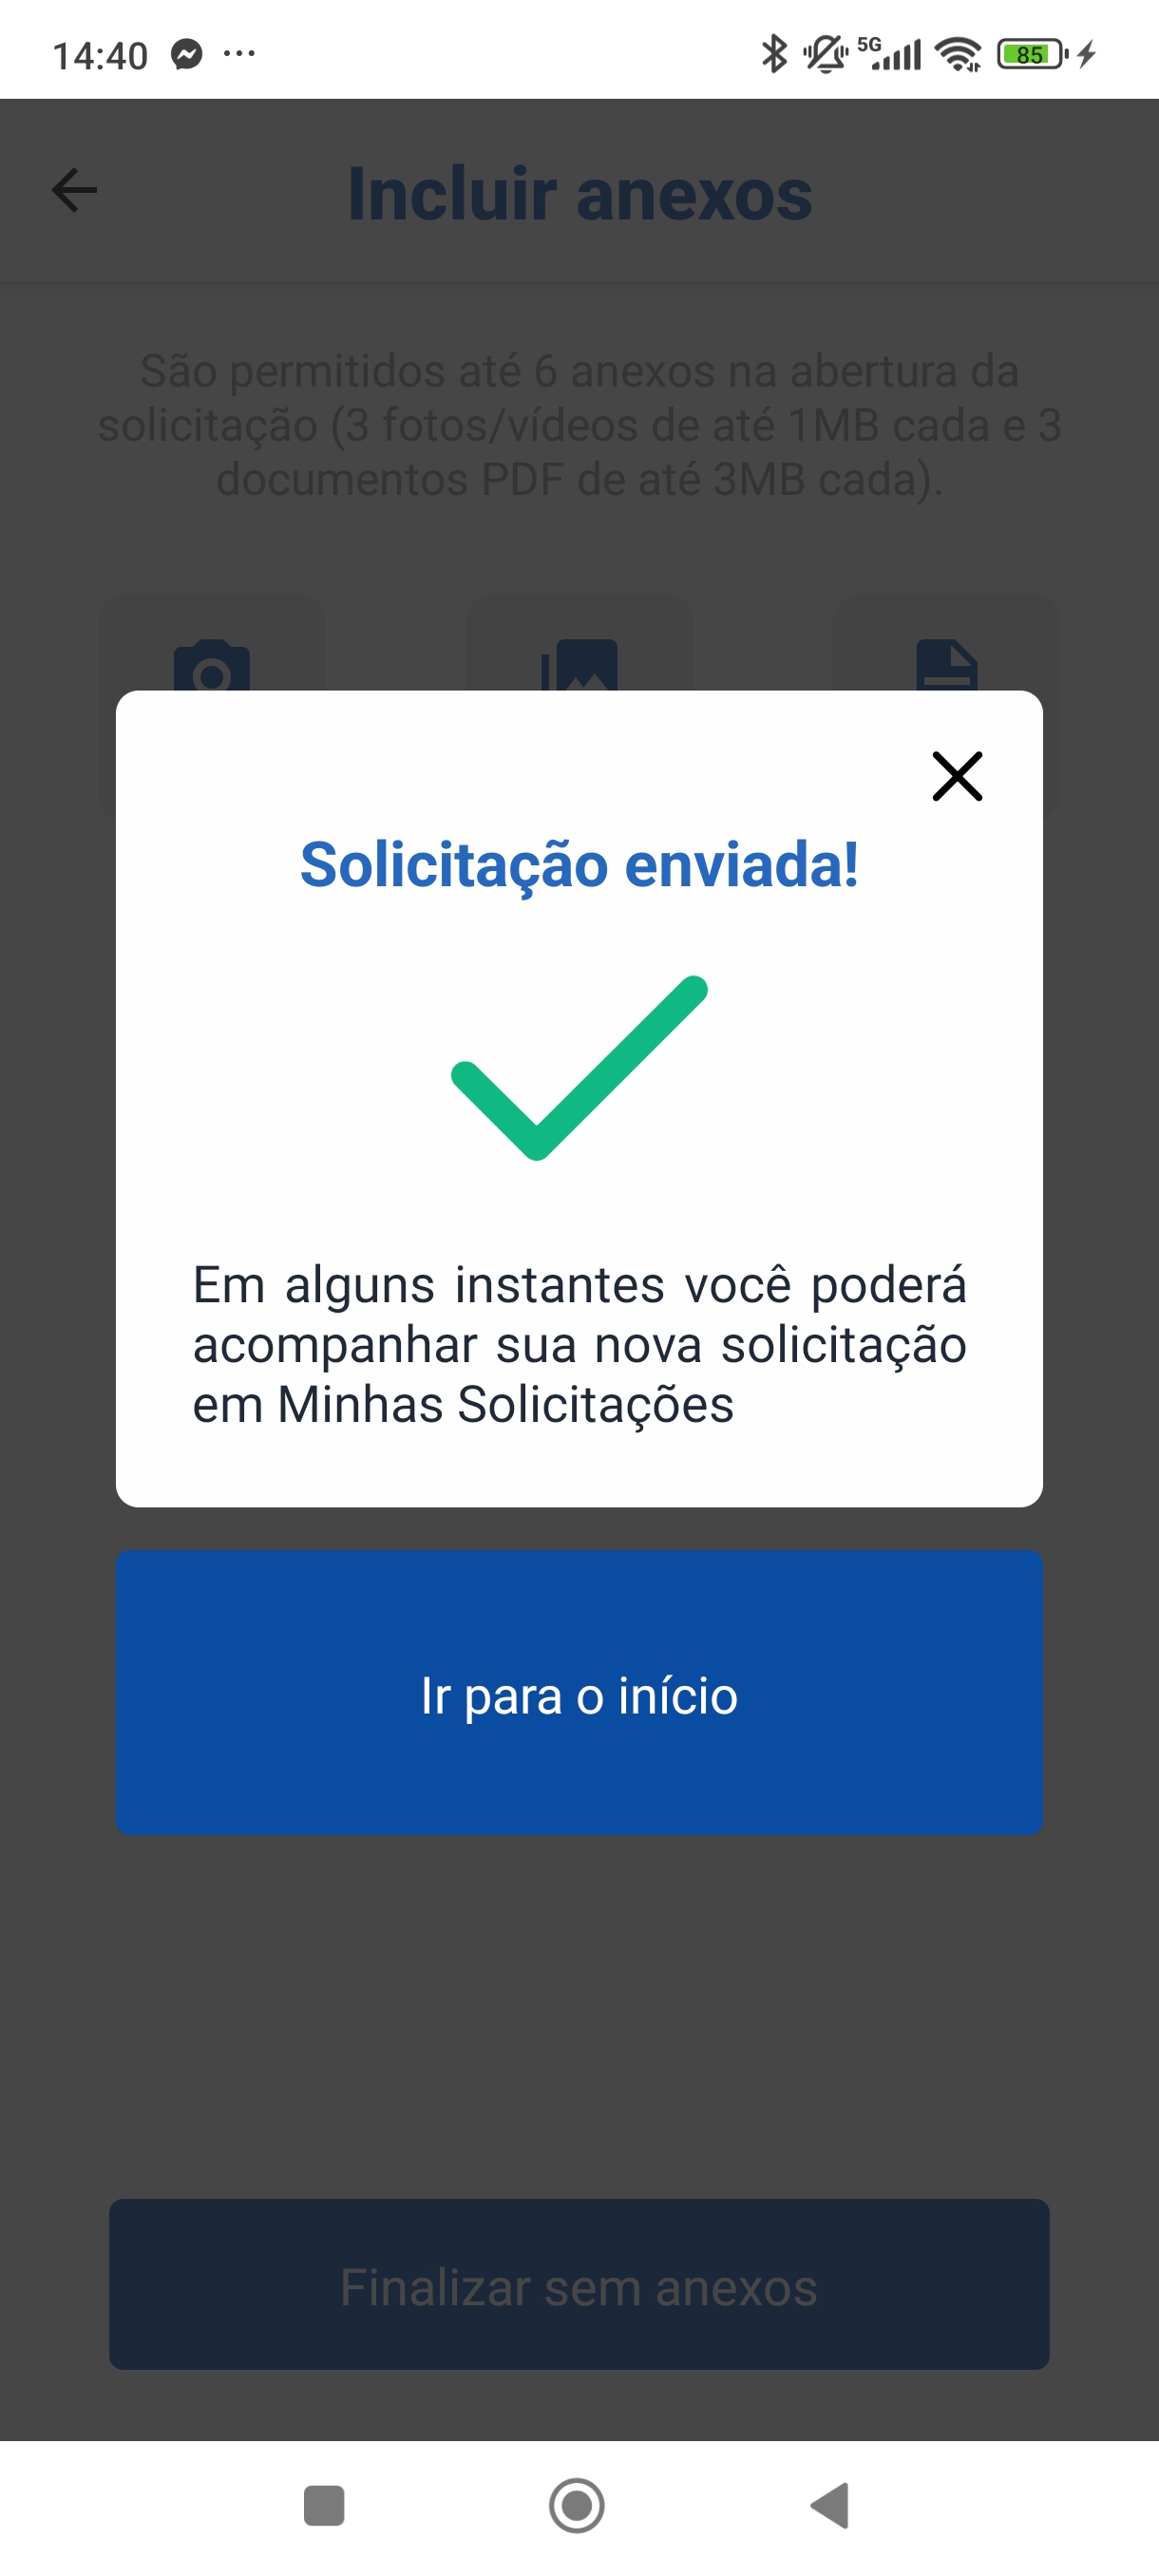 14:40
5G
85
Incluir anexos
São permitidos até 6 anexos na abertura da
solicitação (3 fotos/vídeos de até 1MB cada e 3
documentos PDF de até 3MB cada).
Solicitação enviada!
Em alguns instantes você poderá
acompanhar sua nova solicitação
em Minhas Solicitações
Ir para o início
Finalizar sem anexos